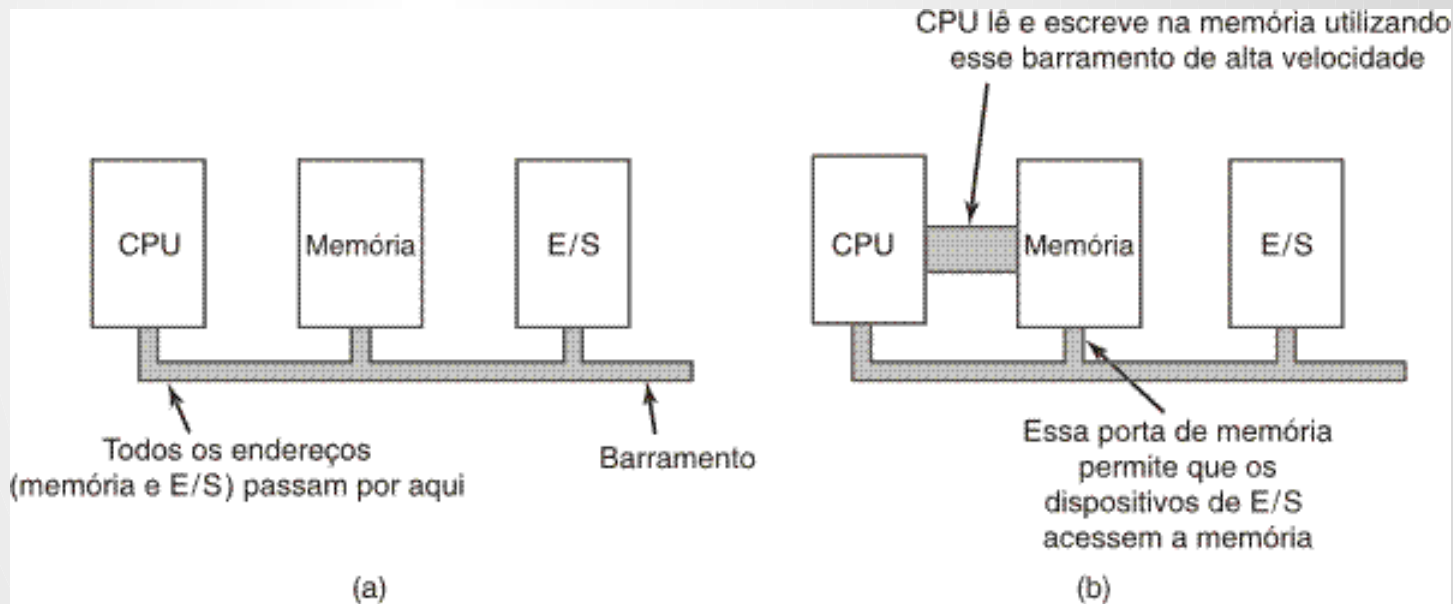 CPU lê e escreve na memória utilizando
esse barramento de alta velocidade
CPU
Memória
E/S
CPU
Memória
E/S
Todos os endereços
(memória e E/S) passam por aqui
Barramento
Essa porta de memória
permite que os
dispositivos de E/S
acessem a memória
(a)
(b)